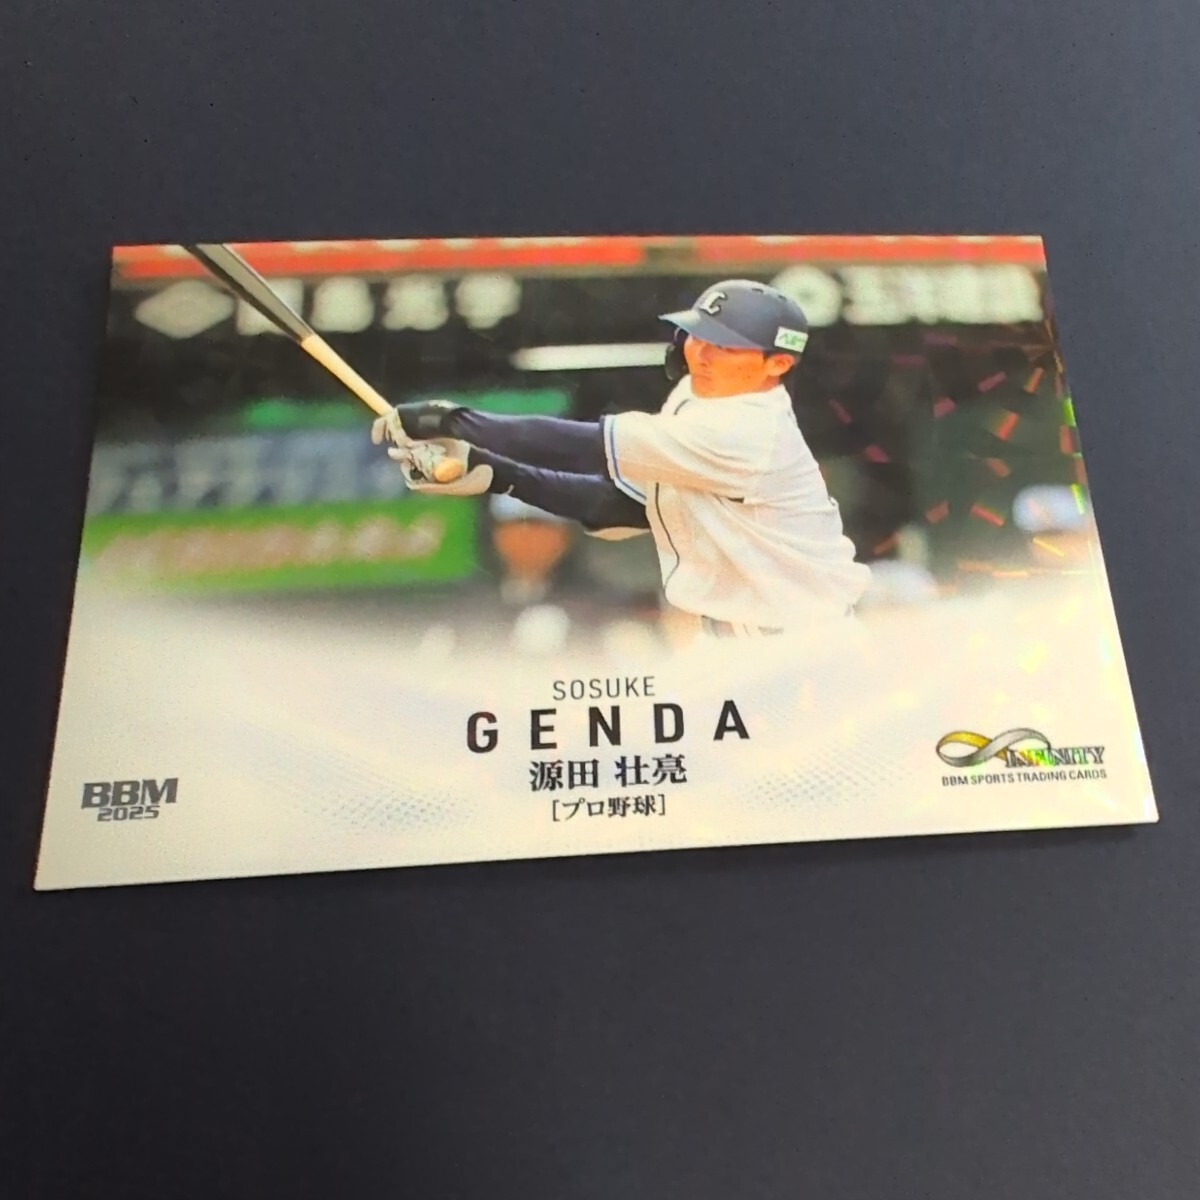 L
SOSUKE
GENDA
源田 壮亮
[プロ野球]
BBM
2025
INFINITY
BBM SPORTS TRADING CARDS